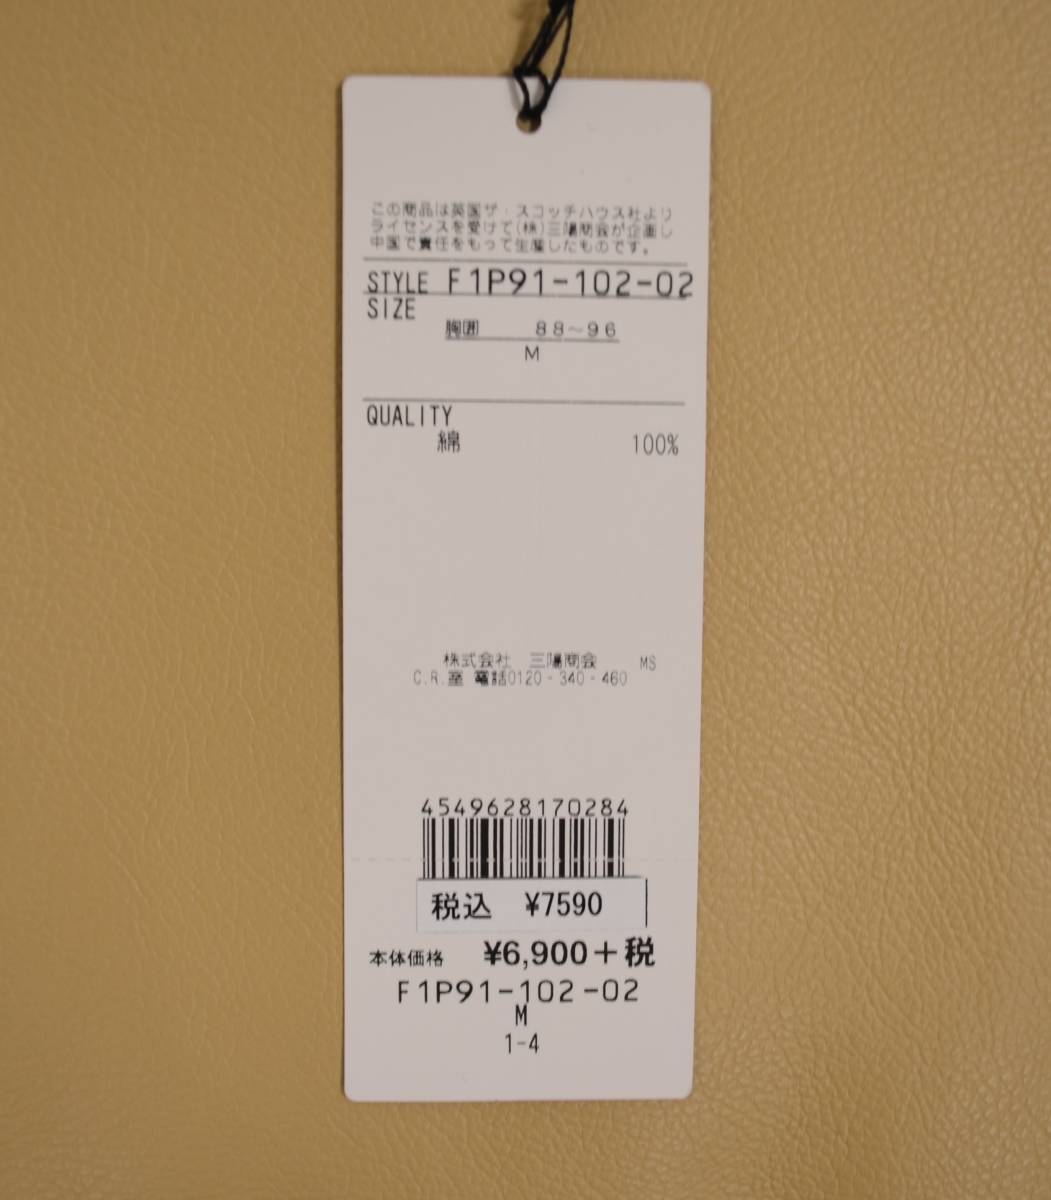 この商品は英国ザ・スコッチハウス社より
ライセンスを受けて(株)三陽商会が企画し
中国で責任をもって生産したものです。
STYLE F1P91-102-02
SIZE
胸囲 88~96
M
QUALITY
綿 100%
株式会社 三陽商会 MS
C.R.室 電話0120-340-460
4549628170284
税込 ¥7590
本体価格 ¥6,900+税
F1P91-102-02
M
1-4